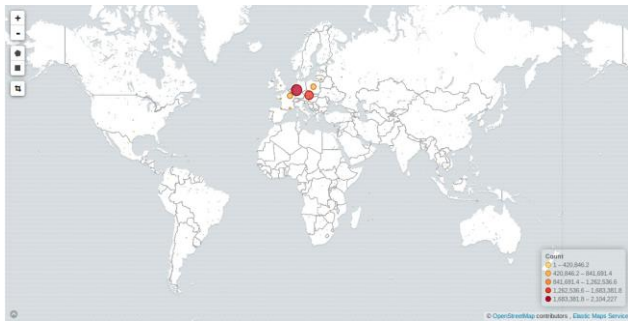 +
-
Count
1 – 420,846.2
420,846.2 – 841,691.4
841,691.4 – 1,262,536.6
1,262,536.6 – 1,683,381.8
1,683,381.8 – 2,104,227
© OpenStreetMap contributors , Elastic Maps Service